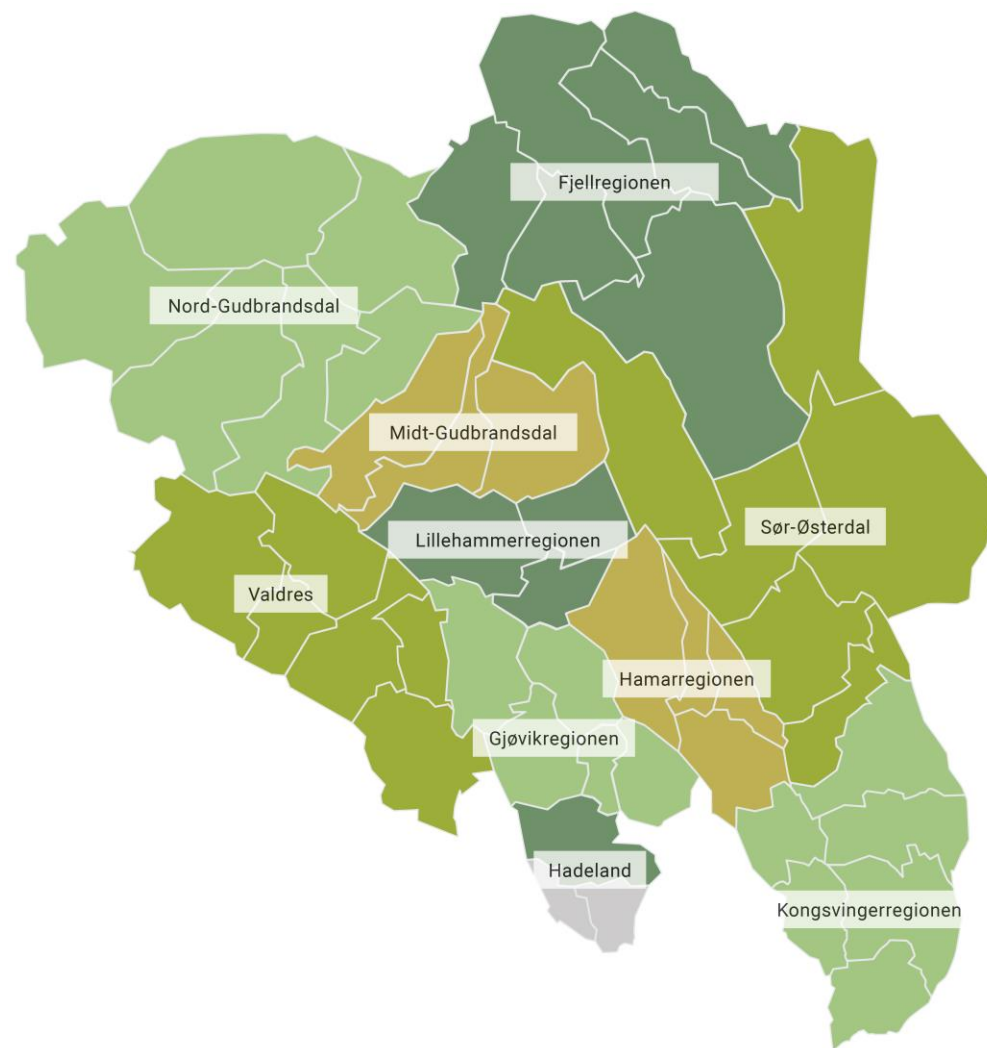 Fjellregionen
Nord-Gudbrandsdal
Midt-Gudbrandsdal
Sør-Østerdal
Lillehammerregionen
Valdres
Hamarregionen
Gjøvikregionen
Hadeland
Kongsvingerregionen